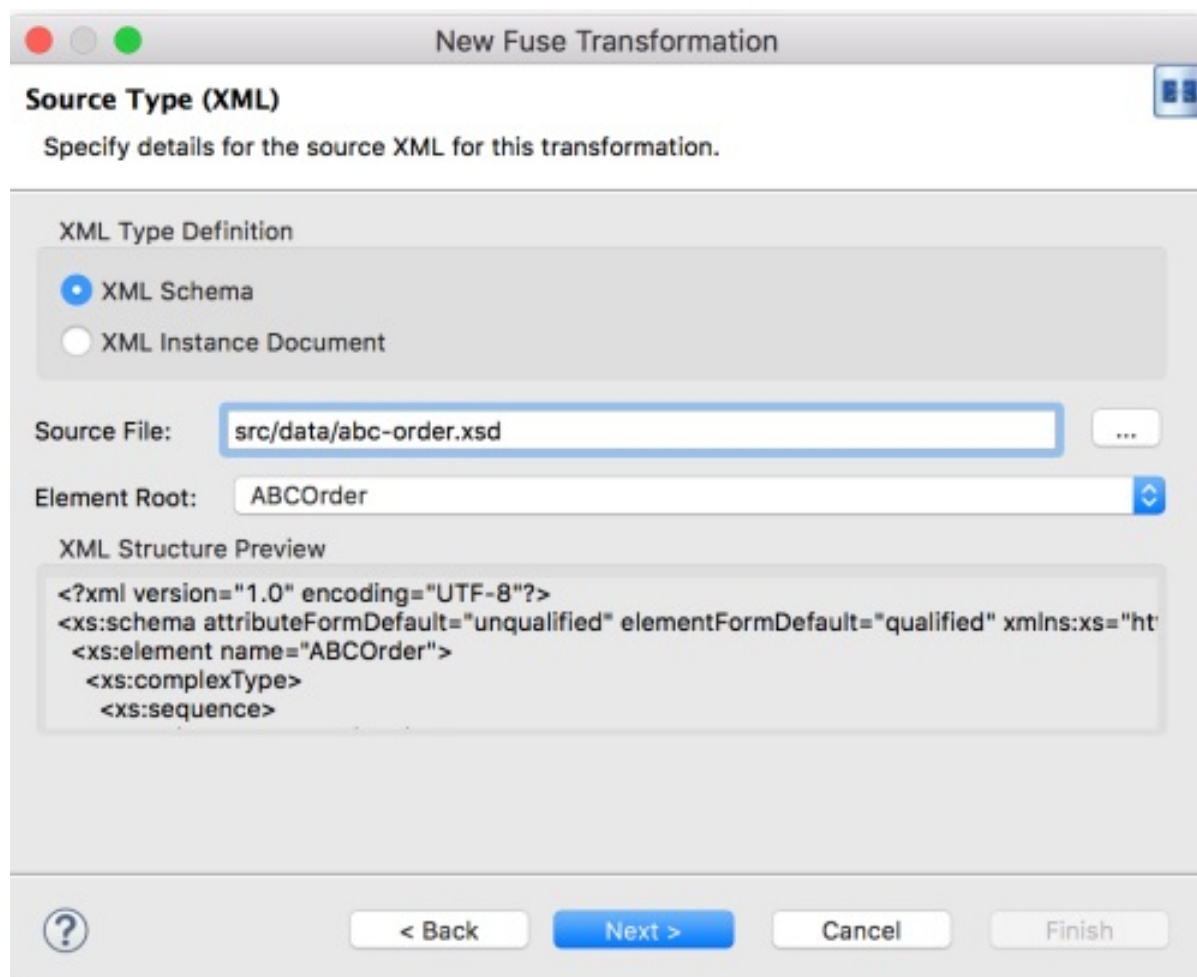 New Fuse Transformation
Source Type (XML)
Specify details for the source XML for this transformation.
XML Type Definition
XML Schema
XML Instance Document
Source File: src/data/abc-order.xsd ...
Element Root: ABCOrder
XML Structure Preview
<?xml version="1.0" encoding="UTF-8"?>
<xs:schema attributeFormDefault="unqualified" elementFormDefault="qualified" xmlns:xs="ht
<xs:element name="ABCOrder">
<xs:complexType>
<xs:sequence>
? < Back Next > Cancel Finish